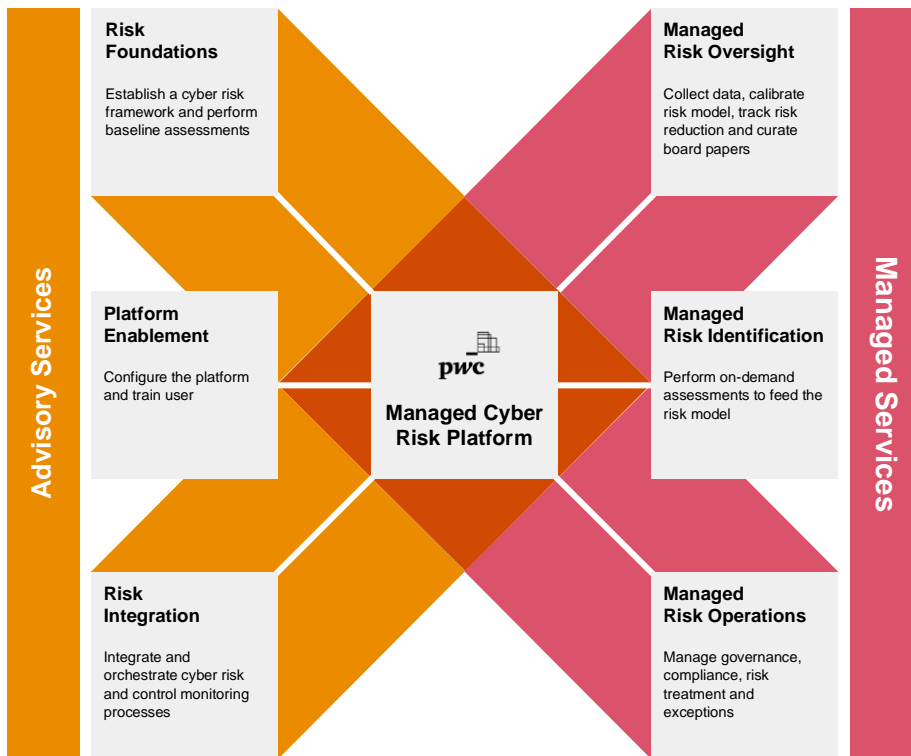 Advisory Services
Risk
Foundations
Establish a cyber risk
framework and perform
baseline assessments
Platform
Enablement
Configure the platform
and train user
Risk
Integration
Integrate and
orchestrate cyber risk
and control monitoring
processes
pwc
Managed Cyber
Risk Platform
Managed
Risk Oversight
Collect data, calibrate
risk model, track risk
reduction and curate
board papers
Managed
Risk Identification
Perform on-demand
assessments to feed the
risk model
Managed
Risk Operations
Manage governance,
compliance, risk
treatment and
exceptions
Managed Services